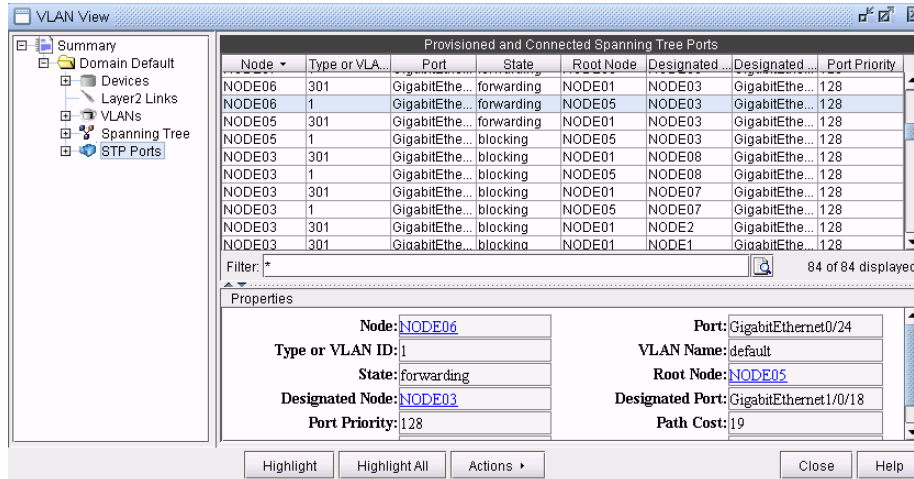 VLAN View
Summary
Domain Default
Devices
Layer2 Links
VLANs
Spanning Tree
STP Ports
Provisioned and Connected Spanning Tree Ports
Node Type or VLA... Port State Root Node Designated ... Designated ... Port Priority
NODE06 301 GigabitEthe... forwarding NODE01 NODE03 GigabitEthe... 128
NODE06 1 GigabitEthe... forwarding NODE05 NODE03 GigabitEthe... 128
NODE05 301 GigabitEthe... forwarding NODE01 NODE03 GigabitEthe... 128
NODE05 1 GigabitEthe... blocking NODE05 NODE03 GigabitEthe... 128
NODE03 301 GigabitEthe... blocking NODE01 NODE08 GigabitEthe... 128
NODE03 1 GigabitEthe... blocking NODE05 NODE08 GigabitEthe... 128
NODE03 301 GigabitEthe... blocking NODE01 NODE07 GigabitEthe... 128
NODE03 1 GigabitEthe... blocking NODE05 NODE07 GigabitEthe... 128
NODE03 301 GigabitEthe... blocking NODE01 NODE2 GigabitEthe... 128
NODE03 301 GigabitEthe... blocking NODE01 NODE1 GigabitEthe... 128
Filter: * 84 of 84 displayed
Properties
Node: NODE06 Port: GigabitEthernet0/24
Type or VLAN ID: 1 VLAN Name: default
State: forwarding Root Node: NODE05
Designated Node: NODE03 Designated Port: GigabitEthernet1/0/18
Port Priority: 128 Path Cost: 19
Highlight Highlight All Actions Close Help